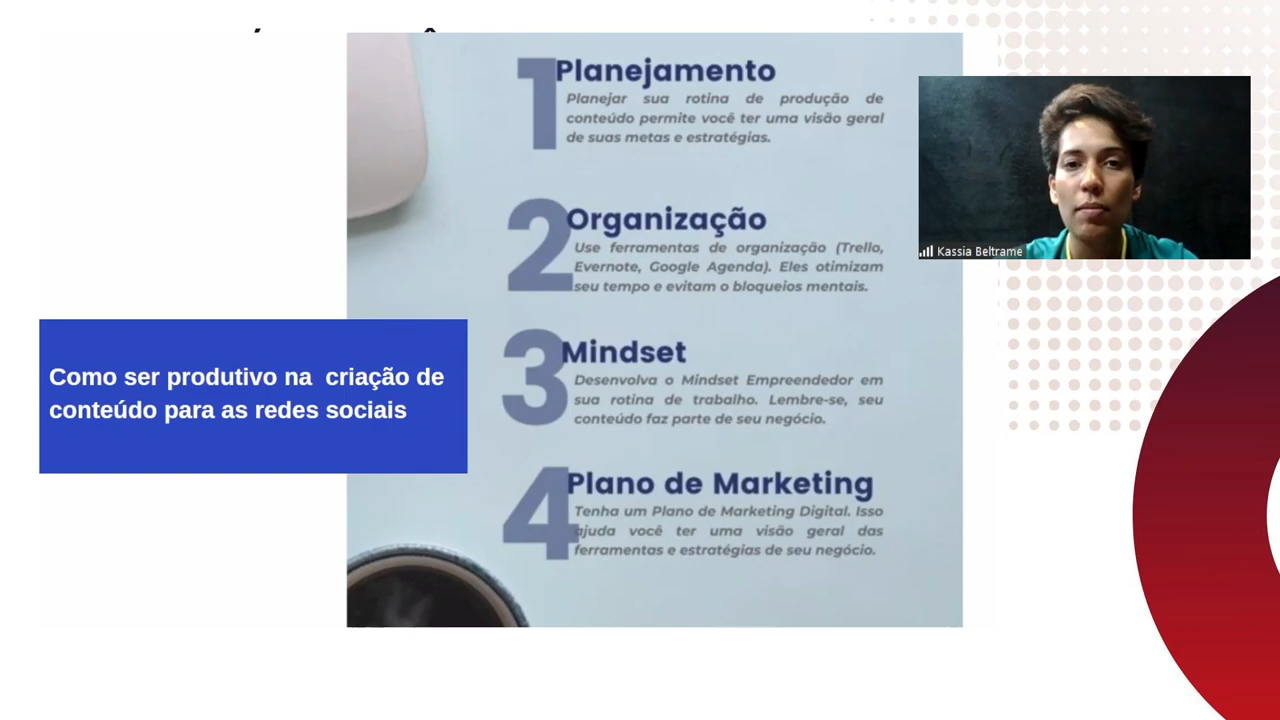 1 Planejamento
Planejar sua rotina de produção de
conteúdo permite você ter uma visão geral
de suas metas e estratégias.
Kassia Beltrame
2 Organização
Use ferramentas de organização (Trello,
Evernote, Google Agenda). Eles otimizam
seu tempo e evitam o bloqueios mentais.
Como ser produtivo na criação de
conteúdo para as redes sociais
3 Mindset
Desenvolva o Mindset Empreendedor em
sua rotina de trabalho. Lembre-se, seu
conteúdo faz parte de seu negócio.
4 Plano de Marketing
Tenha um Plano de Marketing Digital. Isso
ajuda você ter uma visão geral das
ferramentas e estratégias de seu negócio.